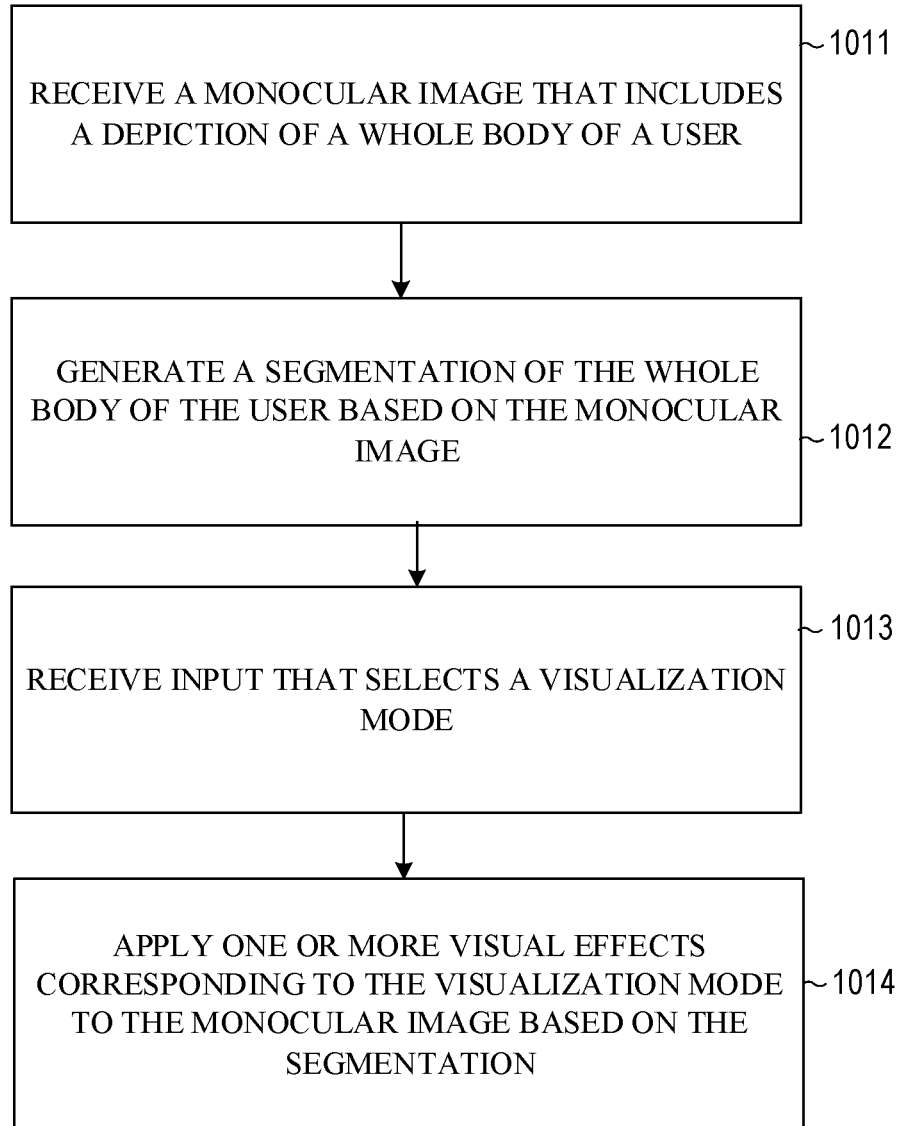 1011
RECEIVE A MONOCULAR IMAGE THAT INCLUDES
A DEPICTION OF A WHOLE BODY OF A USER
GENERATE A SEGMENTATION OF THE WHOLE
BODY OF THE USER BASED ON THE MONOCULAR
IMAGE
1012
1013
RECEIVE INPUT THAT SELECTS A VISUALIZATION
MODE
APPLY ONE OR MORE VISUAL EFFECTS
CORRESPONDING TO THE VISUALIZATION MODE
TO THE MONOCULAR IMAGE BASED ON THE
SEGMENTATION
1014